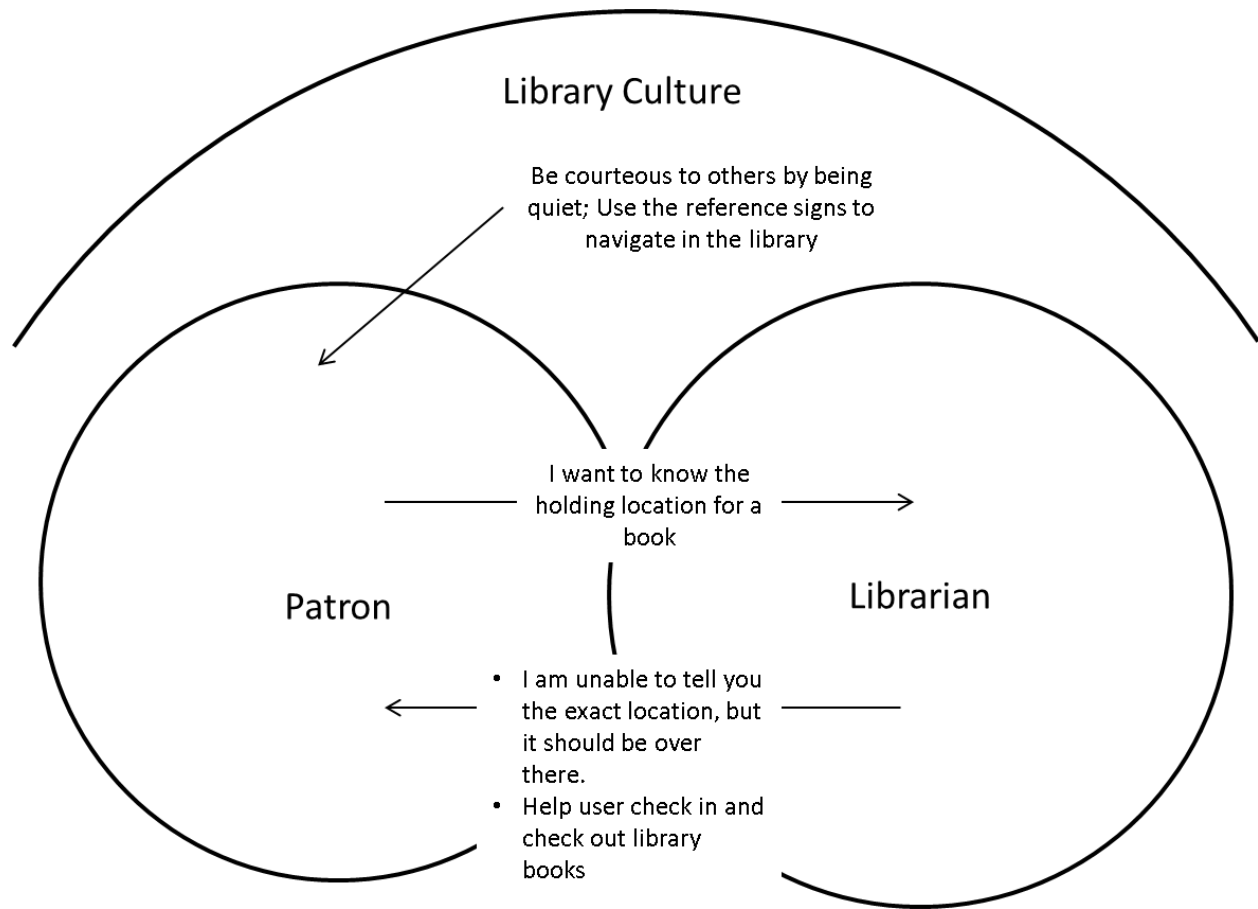 Library Culture
Be courteous to others by being
quiet; Use the reference signs to
navigate in the library
I want to know the
holding location for a
book
Patron
Librarian
• I am unable to tell you
the exact location, but
it should be over
there.
• Help user check in and
check out library
books